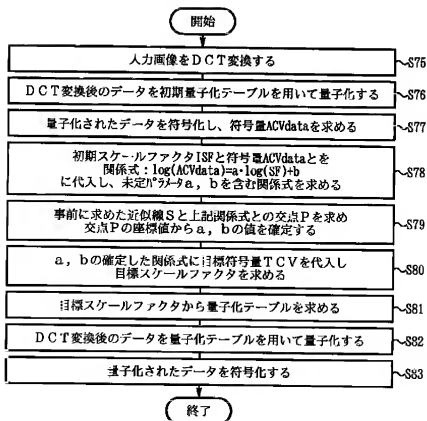 開始
入力画像をDCT変換する
S75
DCT変換後のデータを初期量子化テーブルを用いて量子化する
S76
量子化されたデータを符号化し、符号量ACVdataを求める
S77
初期スケールファクタISFと符号量ACVdataとを
関係式：log(ACVdata)=a・log(SF)+b
に代入し、未定パラメータa，bを含む関係式を求める
S78
事前に求めた近似線Sと上記関係式との交点Pを求め
交点Pの座標値からa，bの値を確定する
S79
a，bの確定した関係式に目標符号量TCVを代入し
目標スケールファクタを求める
S80
目標スケールファクタから量子化テーブルを求める
S81
DCT変換後のデータを量子化テーブルを用いて量子化する
S82
量子化されたデータを符号化する
S83
終了